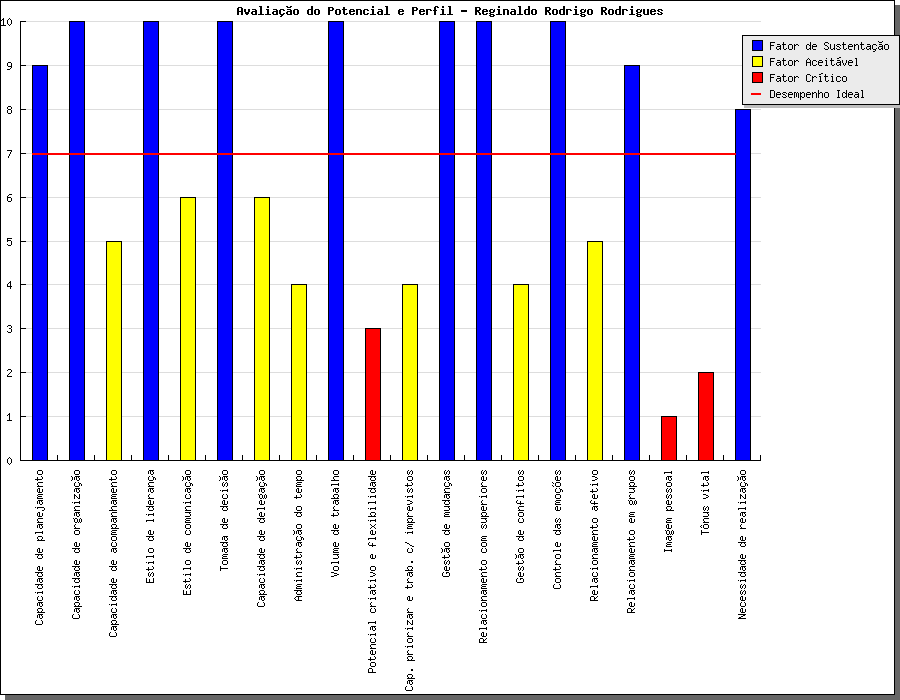 Avaliação do Potencial e Perfil - Reginaldo Rodrigo Rodrigues
Fator de Sustentação
Fator Aceitável
Fator Crítico
Desempenho Ideal
10
9
8
7
6
5
4
3
2
1
0
Capacidade de planejamento
Capacidade de organização
Capacidade de acompanhamento
Estilo de liderança
Estilo de comunicação
Tomada de decisão
Capacidade de delegação
Administração do tempo
Volume de trabalho
Potencial criativo e flexibilidade
Cap. priorizar e trab. c/ imprevistos
Gestão de mudanças
Relacionamento com superiores
Gestão de conflitos
Controle das emoções
Relacionamento afetivo
Relacionamento em grupos
Imagem pessoal
Tônus vital
Necessidade de realização